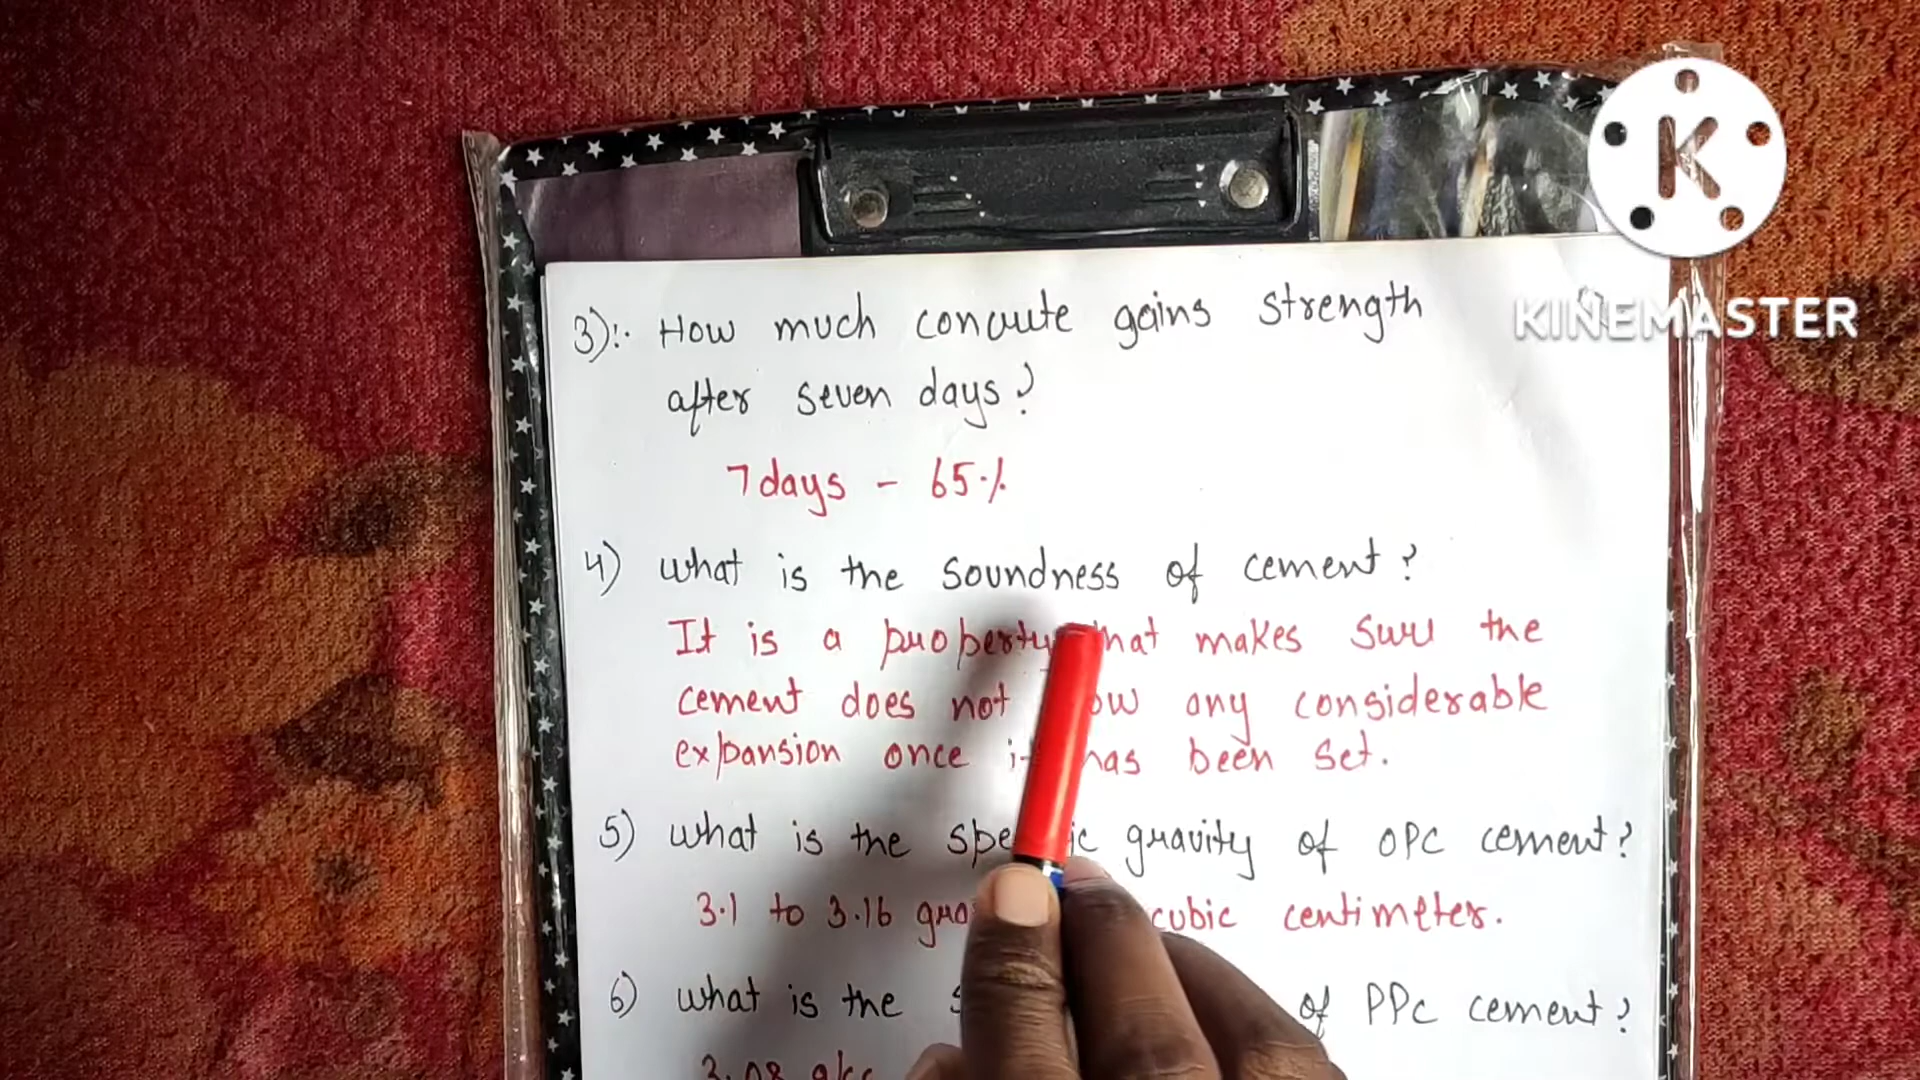 K
KINEMASTER
3):- How much concrete gains strength
after seven days?
7days - 65%
4) what is the soundness of cement?
It is a property that makes sure the
cement does not any considerable
expansion once has been set.
5) what is the gravity of OPC cement?
3.1 to 3.16 cubic centimeter.
6) what is the of PPC cement?